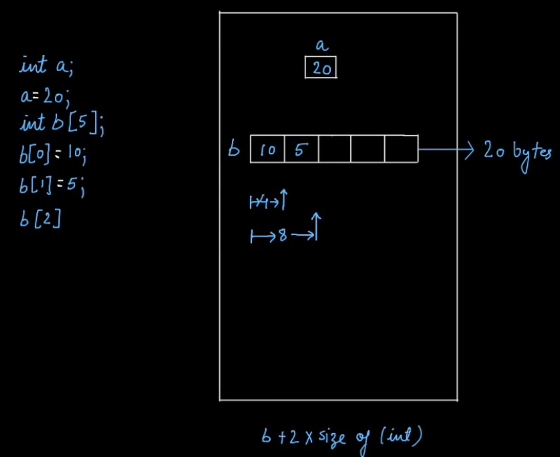 int a;
a=20;
int b[5];
b[0]=10;
b[1]=5;
b[2]
a
20
b 10 5 → 20 bytes
4
8
b+2×size of (int)